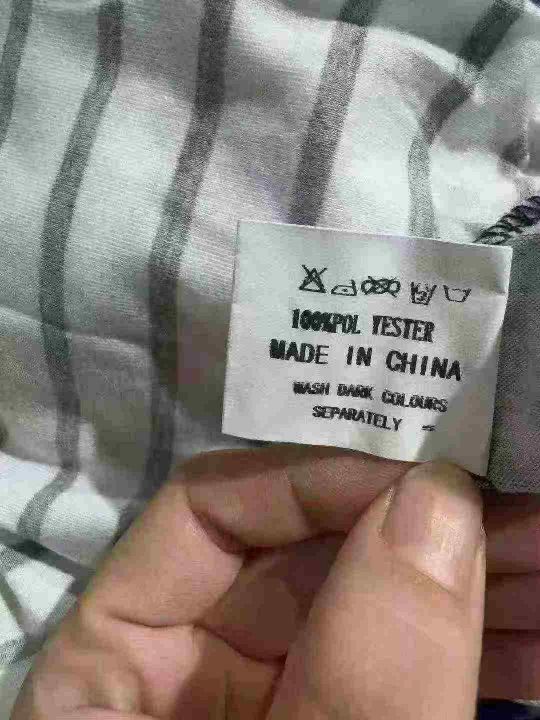 100%POL YESTER
MADE IN CHINA
WASH DARK COLOURS
SEPARATELY